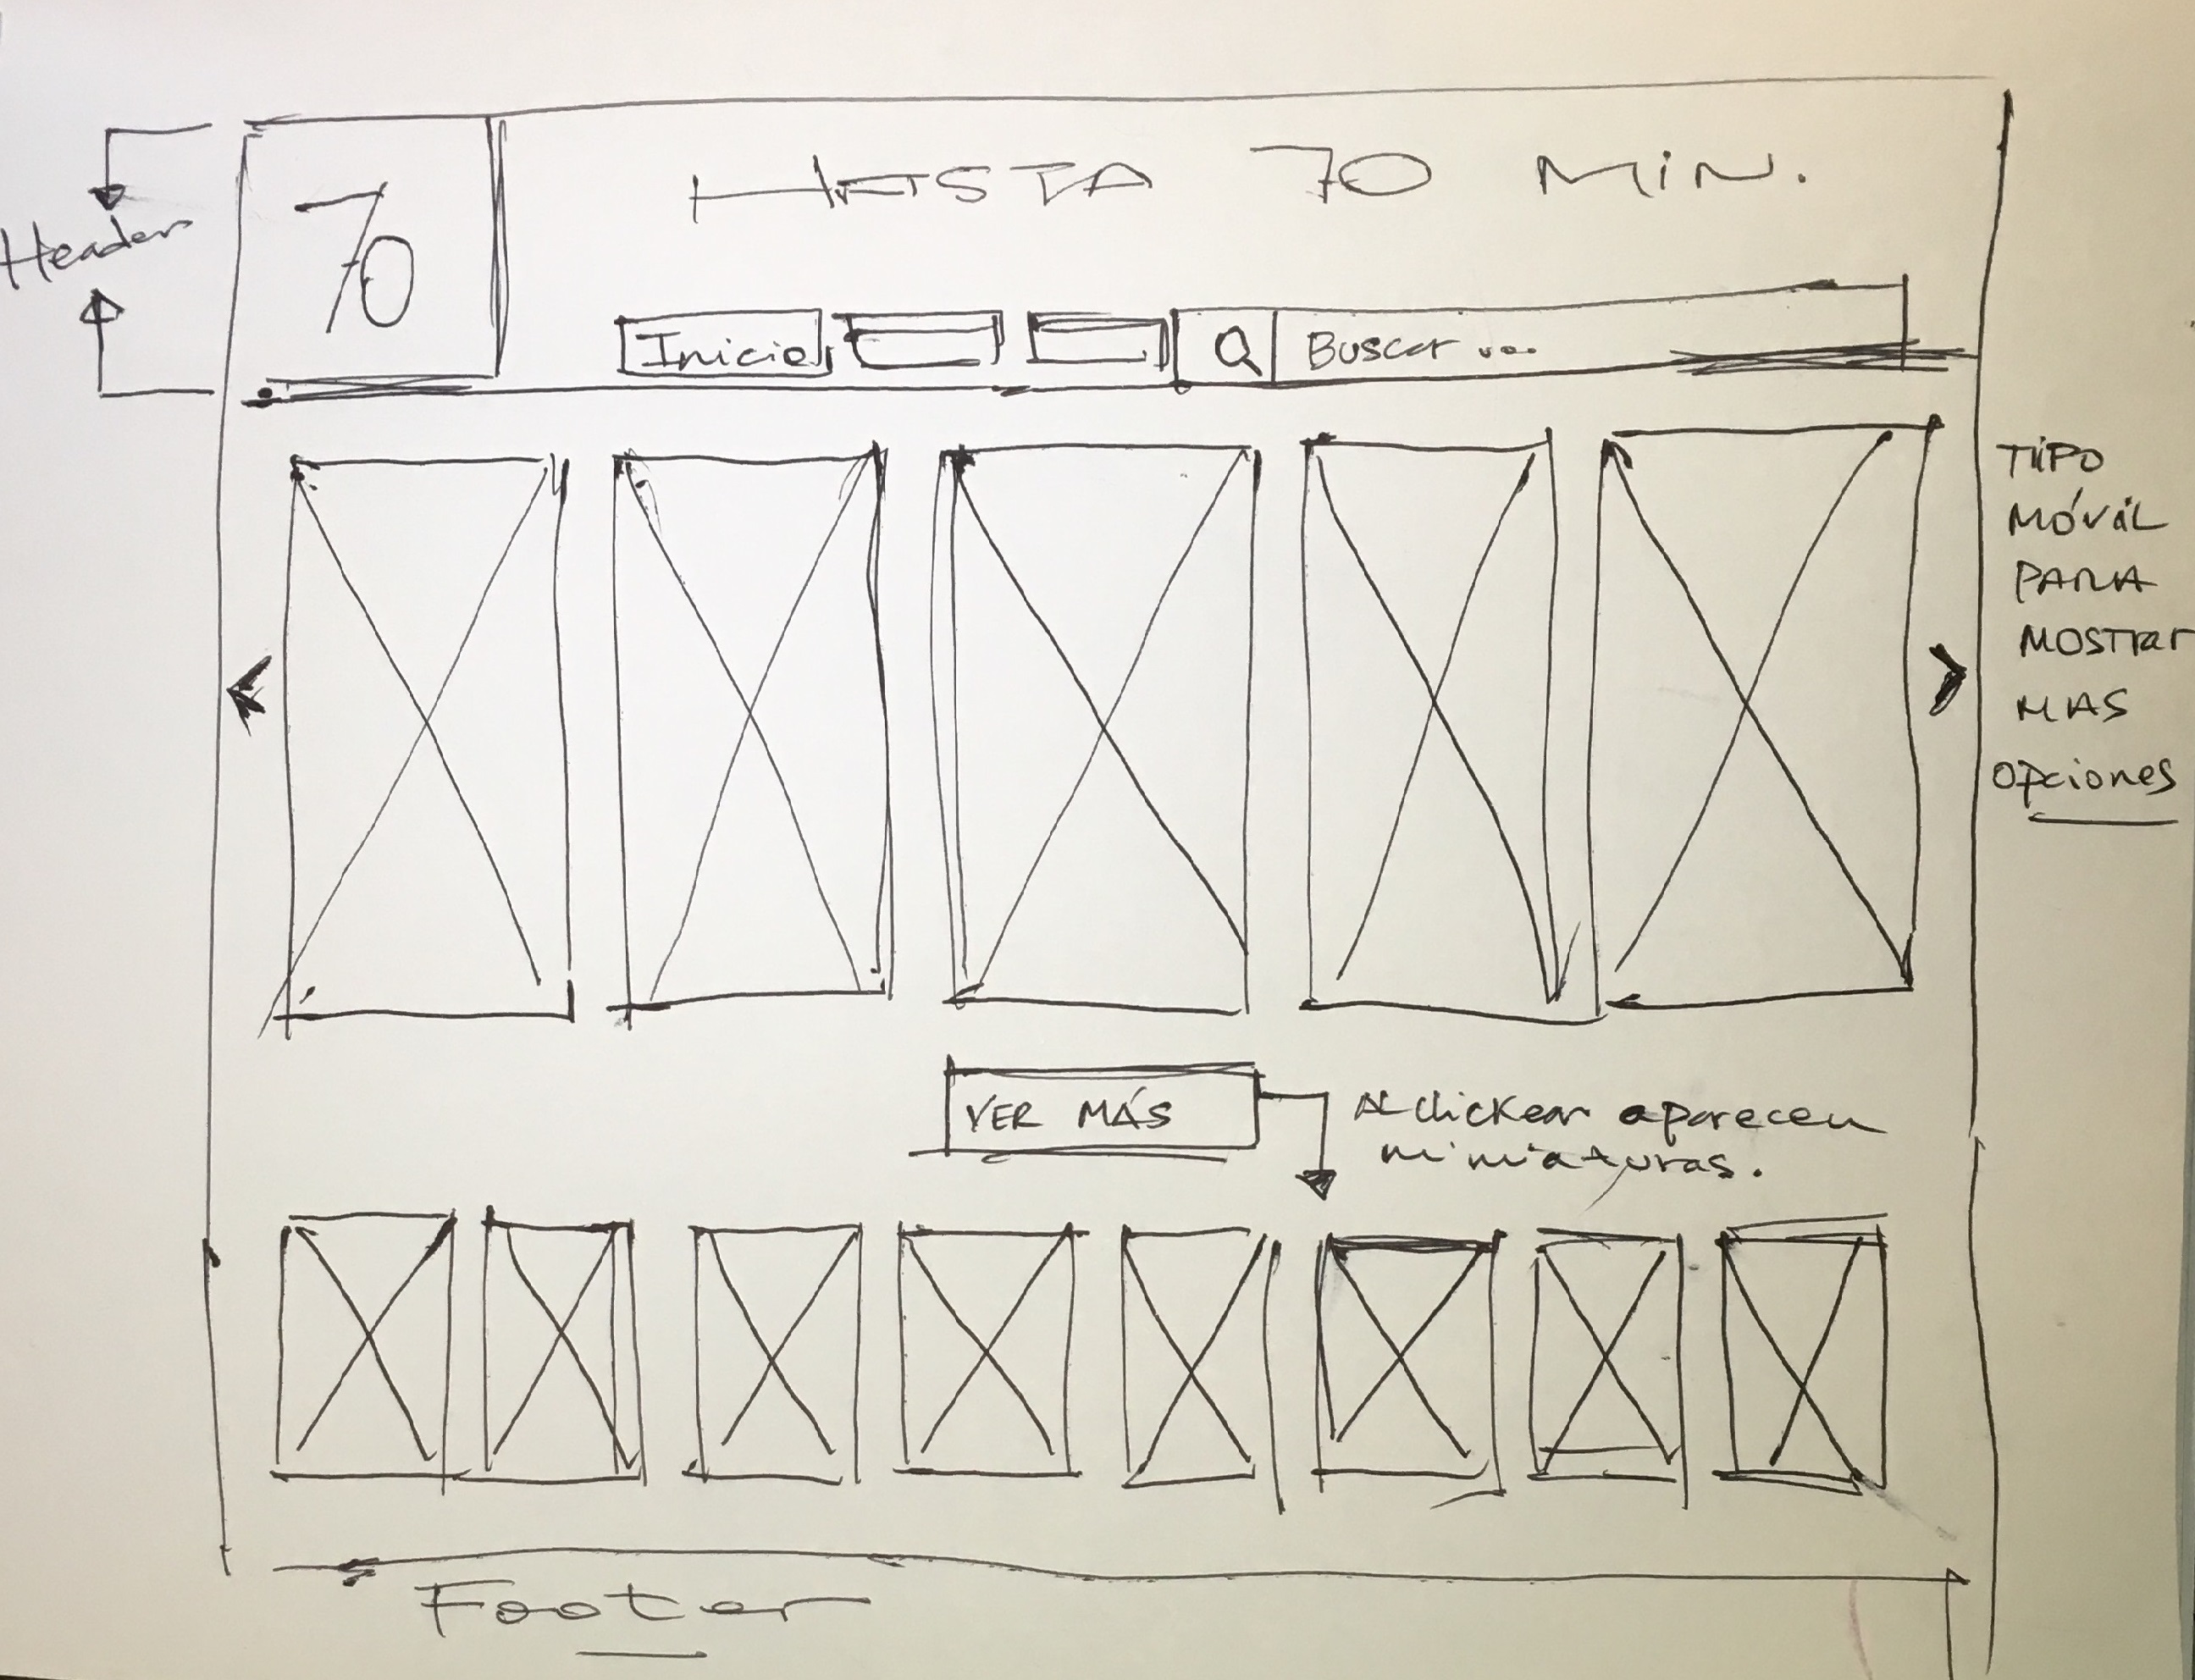 Header
70
HASTA 70 MIN.
Inicio
Buscar...
TIPO
MÓVIL
PARA
MOSTRAR
MAS
opciones
VER MÁS
Al clickear aparecen
miniaturas.
Footer